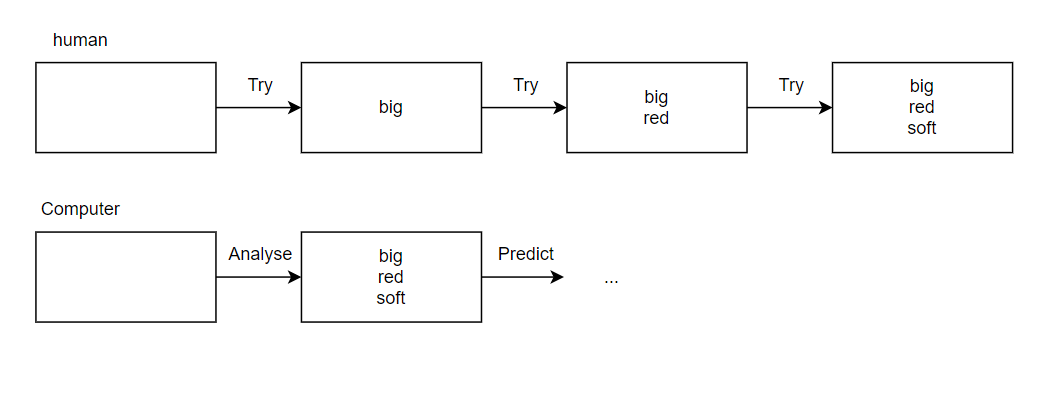 human
Try
Try
Try
big
big
red
big
red
soft
Computer
Analyse
Predict
big
red
soft
...